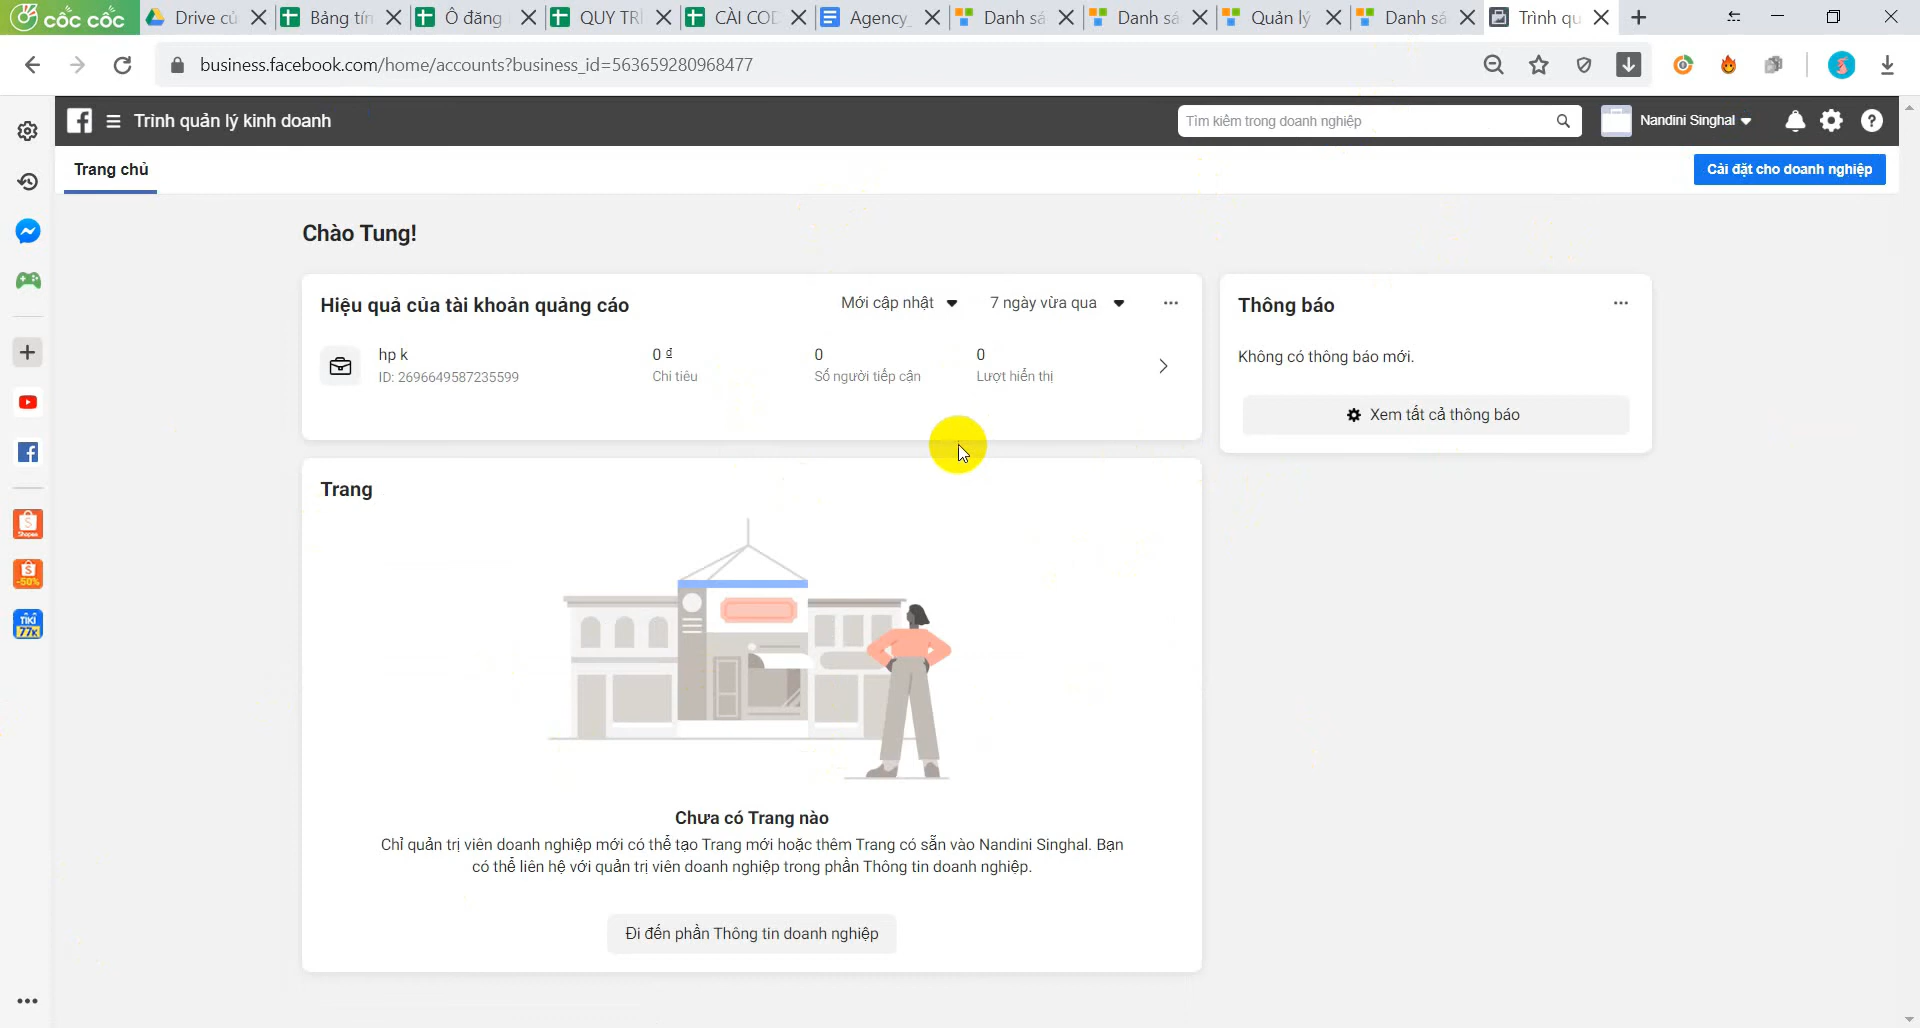 cốc cốc
Drive củ
Bảng tín
Ô đăng
QUY TRÌ
CÀI COD
Agency_
Danh sá
Danh sá
Quản lý
Danh sá
Trình qu
business.facebook.com/home/accounts?business_id=563659280968477
Trình quản lý kinh doanh
Tìm kiếm trong doanh nghiệp
Nandini Singhal
Trang chủ
Cài đặt cho doanh nghiệp
Chào Tung!
Hiệu quả của tài khoản quảng cáo
Mới cập nhật
7 ngày vừa qua
Thông báo
hp k
0 ₫
0
0
Không có thông báo mới.
ID: 2696649587235599
Chi tiêu
Số người tiếp cận
Lượt hiển thị
Xem tất cả thông báo
Trang
Shopee
-50%
TIKI
77K
Chưa có Trang nào
Chỉ quản trị viên doanh nghiệp mới có thể tạo Trang mới hoặc thêm Trang có sẵn vào Nandini Singhal. Bạn
có thể liên hệ với quản trị viên doanh nghiệp trong phần Thông tin doanh nghiệp.
Đi đến phần Thông tin doanh nghiệp